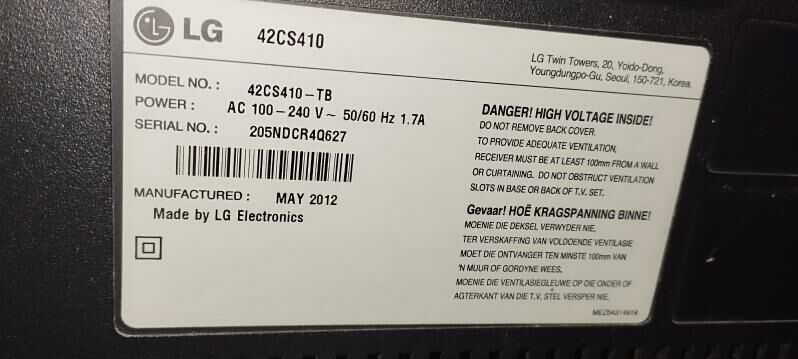 LG 42CS410
LG Twin Towers, 20, Yoido-Dong,
Youngdungpo-Gu, Seoul, 150-721, Korea.
MODEL NO. : 42CS410-TB
POWER : AC 100-240 V~ 50/60 Hz 1.7A
SERIAL NO. : 205NDCR4Q627
MANUFACTURED : MAY 2012
Made by LG Electronics
DANGER! HIGH VOLTAGE INSIDE!
DO NOT REMOVE BACK COVER.
TO PROVIDE ADEQUATE VENTILATION,
RECEIVER MUST BE AT LEAST 100mm FROM A WALL
OR CURTAINING. DO NOT OBSTRUCT VENTILATION
SLOTS IN BASE OR BACK OF T.V. SET.
Gevaar! HOË KRAGSPANNING BINNE!
MOENIE DIE DEKSEL VERWYDER NIE.
TER VERSKAFFING VAN VOLDOENDE VENTILASIE
MOET DIE ONTVANGER TEN MINSTE 100mm VAN
'N MUUR OF GORDYNE WEES.
MOENIE DIE VENTILASIEGLEUWE OP DIE ONDER OF
AGTERKANT VAN DIE T.V. STEL VERSPER NIE.
MEZ64314919